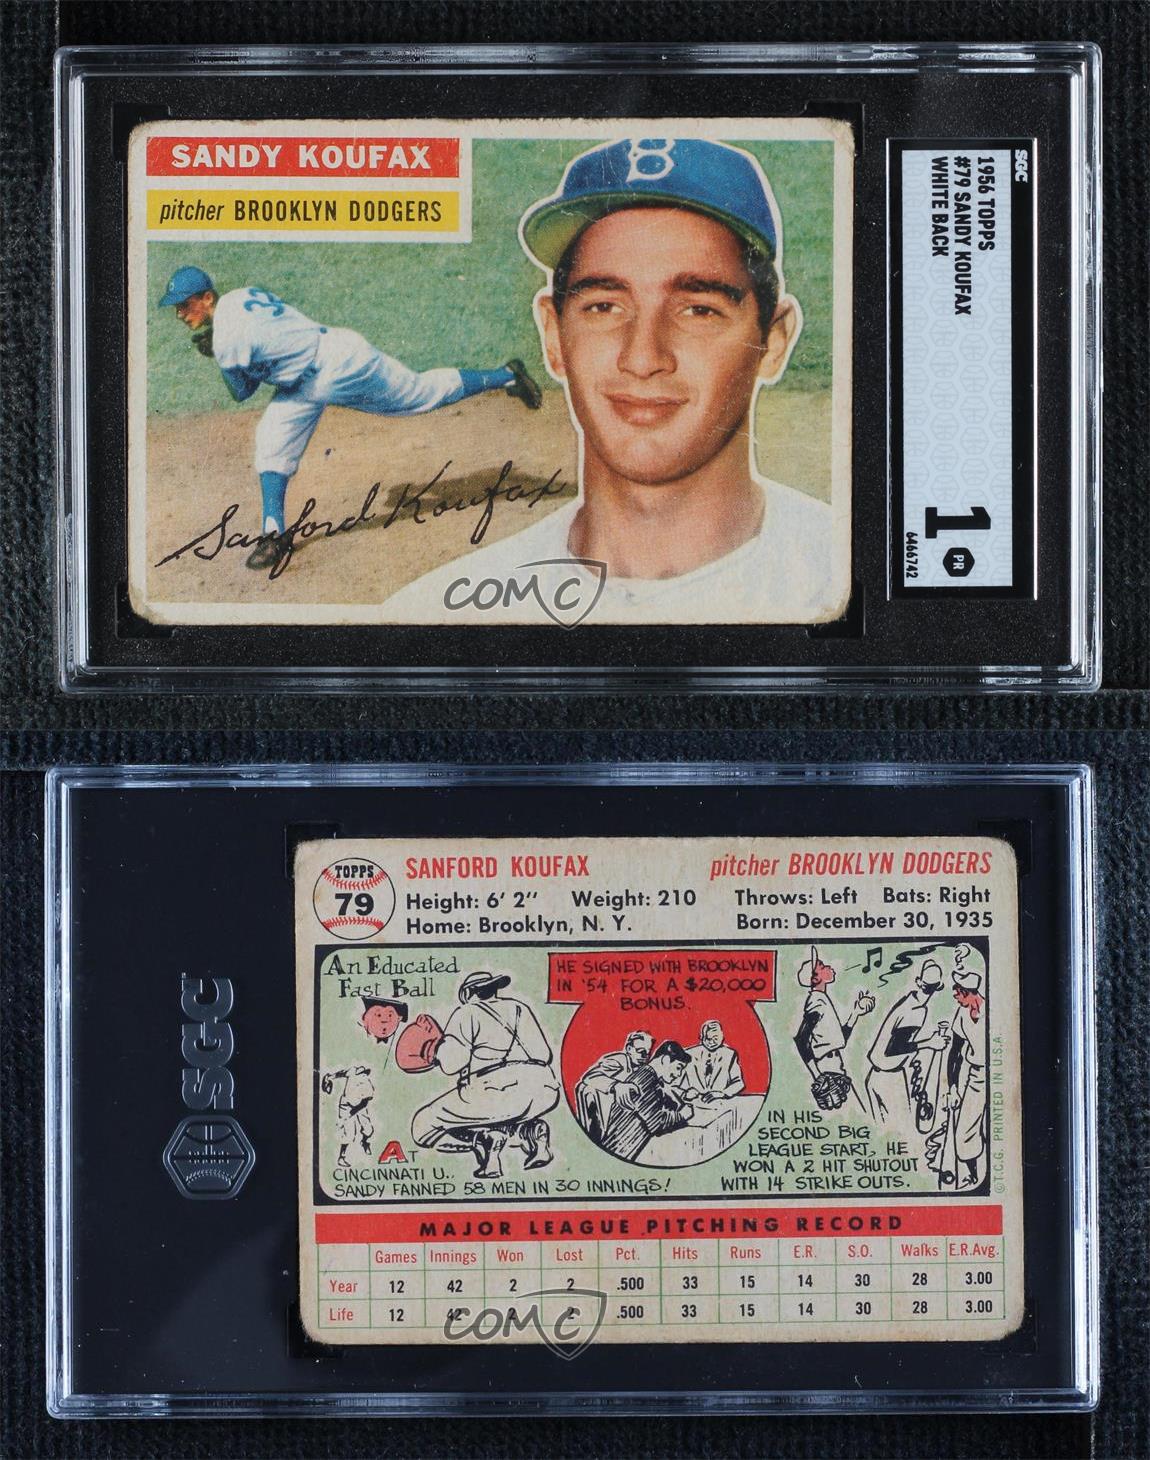 SANDY KOUFAX
pitcher BROOKLYN DODGERS
B
32
Sanford Koufax
SGC
1956 TOPPS
#79 SANDY KOUFAX
WHITE BACK
1
PR
6466742
COMC
SGC
TOPPS
79
SANFORD KOUFAX
pitcher BROOKLYN DODGERS
Height: 6' 2" Weight: 210 Throws: Left Bats: Right
Home: Brooklyn, N. Y. Born: December 30, 1935
An Educated
Fast Ball
AT
CINCINNATI U..
SANDY FANNED 58 MEN IN 30 INNINGS!
HE SIGNED WITH BROOKLYN
IN '54 FOR A $20,000
BONUS.
IN HIS
SECOND BIG
LEAGUE START, HE
WON A 2 HIT SHUTOUT
WITH 14 STRIKE OUTS.
©T.C.G. PRINTED IN U.S.A.
MAJOR LEAGUE PITCHING RECORD
Games Innings Won Lost Pct. Hits Runs E.R. S.O. Walks E.R.Avg.
Year 12 42 2 2 .500 33 15 14 30 28 3.00
Life 12 42 2 2 .500 33 15 14 30 28 3.00
COMC